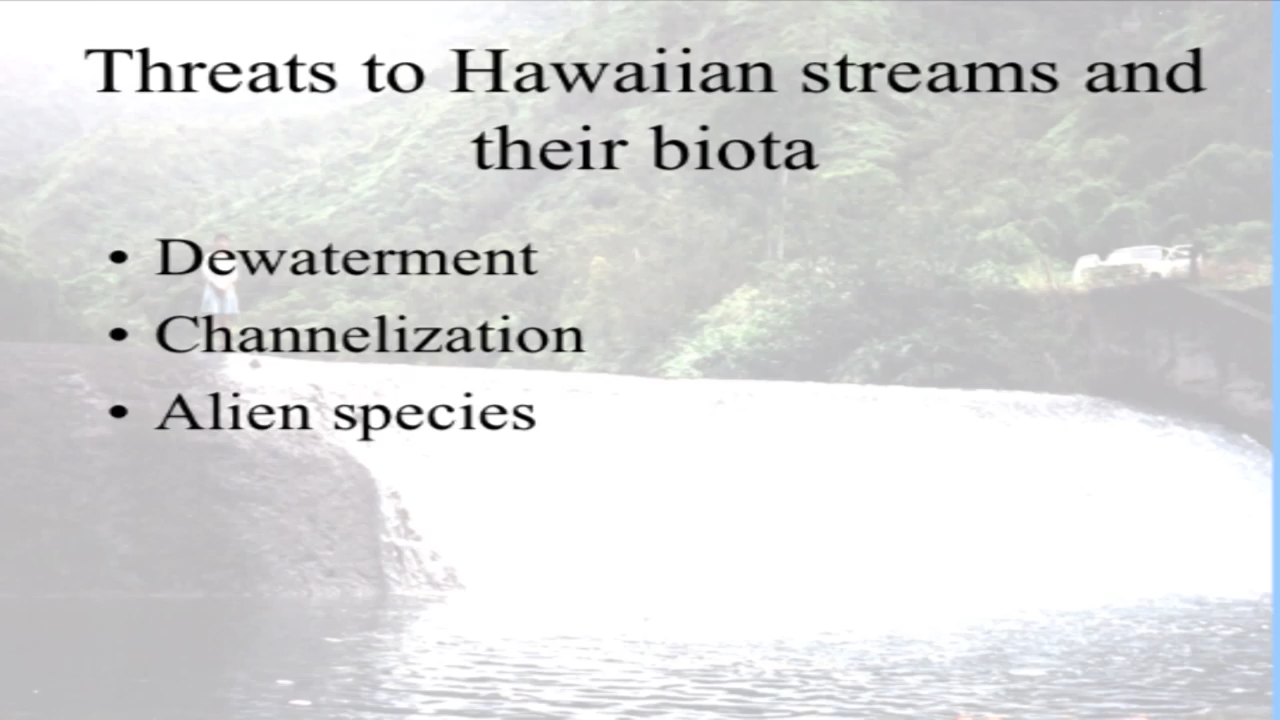 Threats to Hawaiian streams and
their biota
• Dewaterment
• Channelization
• Alien species